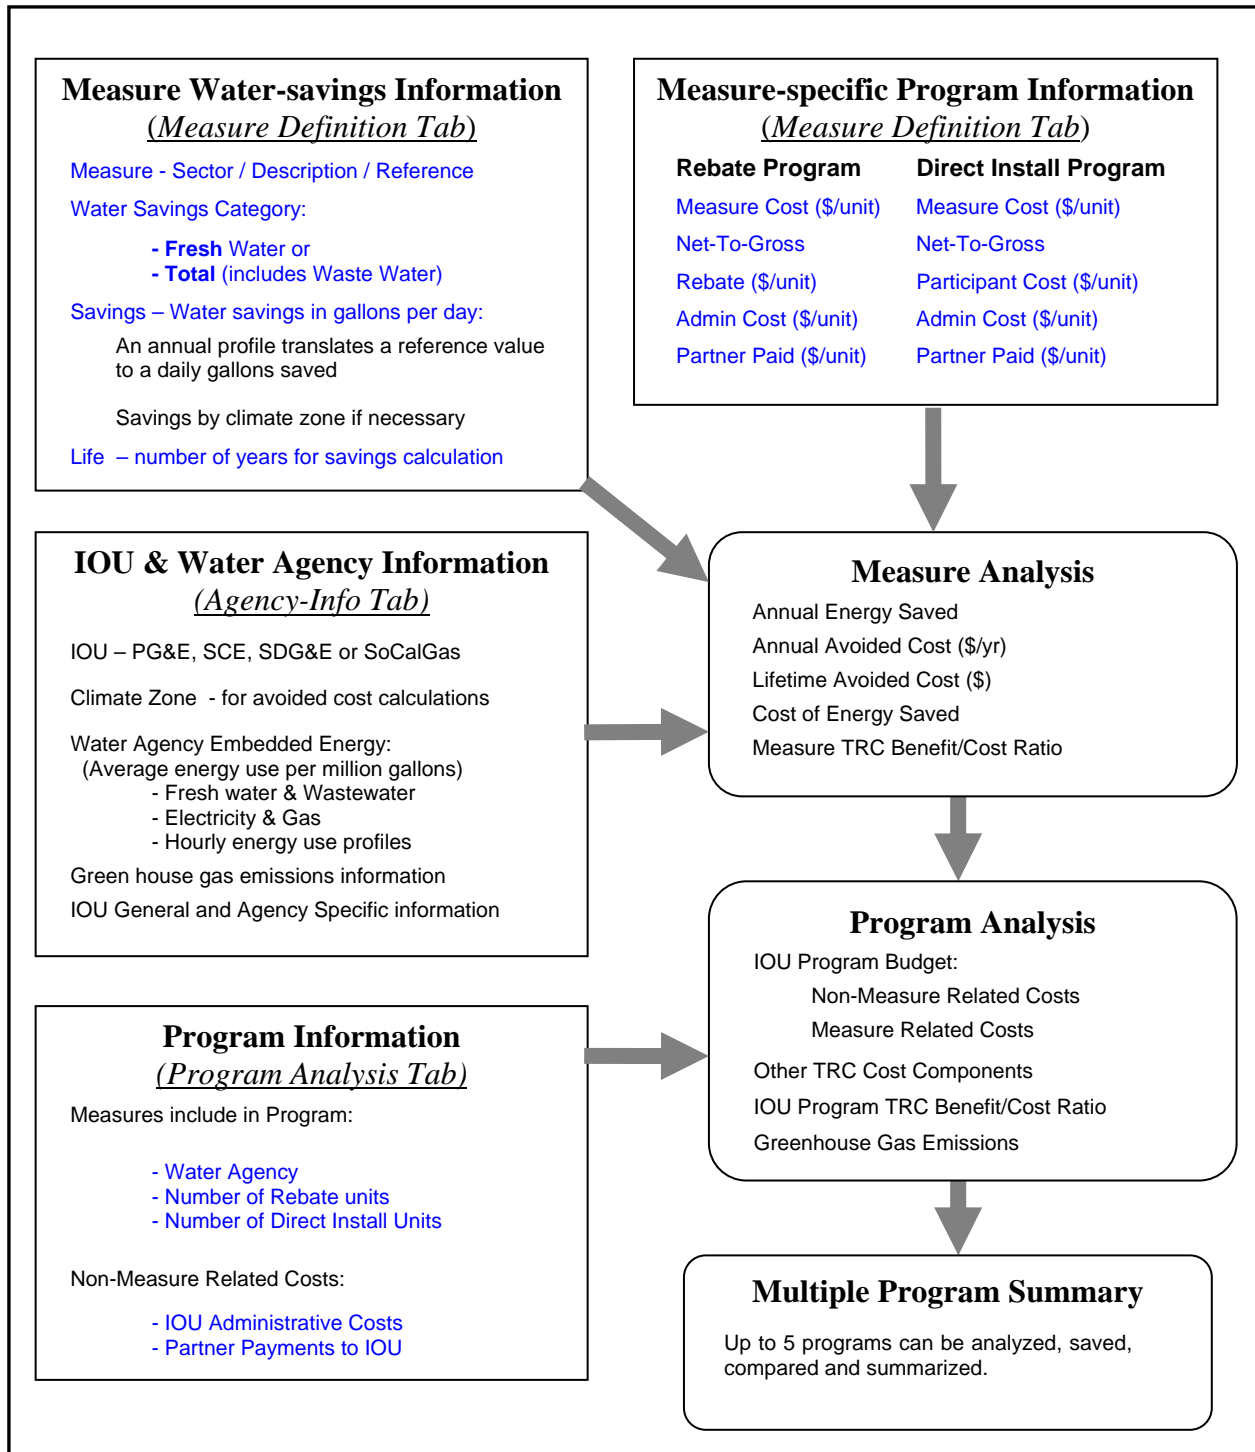 Measure Water-savings Information
(Measure Definition Tab)
Measure - Sector / Description / Reference
Water Savings Category:
- Fresh Water or
- Total (includes Waste Water)
Savings – Water savings in gallons per day:
An annual profile translates a reference value
to a daily gallons saved
Savings by climate zone if necessary
Life – number of years for savings calculation
Measure-specific Program Information
(Measure Definition Tab)
Rebate Program Direct Install Program
Measure Cost ($/unit) Measure Cost ($/unit)
Net-To-Gross Net-To-Gross
Rebate ($/unit) Participant Cost ($/unit)
Admin Cost ($/unit) Admin Cost ($/unit)
Partner Paid ($/unit) Partner Paid ($/unit)
IOU & Water Agency Information
(Agency-Info Tab)
IOU – PG&E, SCE, SDG&E or SoCalGas
Climate Zone - for avoided cost calculations
Water Agency Embedded Energy:
(Average energy use per million gallons)
- Fresh water & Wastewater
- Electricity & Gas
- Hourly energy use profiles
Green house gas emissions information
IOU General and Agency Specific information
Measure Analysis
Annual Energy Saved
Annual Avoided Cost ($/yr)
Lifetime Avoided Cost ($)
Cost of Energy Saved
Measure TRC Benefit/Cost Ratio
Program Information
(Program Analysis Tab)
Measures include in Program:
- Water Agency
- Number of Rebate units
- Number of Direct Install Units
Non-Measure Related Costs:
- IOU Administrative Costs
- Partner Payments to IOU
Program Analysis
IOU Program Budget:
Non-Measure Related Costs
Measure Related Costs
Other TRC Cost Components
IOU Program TRC Benefit/Cost Ratio
Greenhouse Gas Emissions
Multiple Program Summary
Up to 5 programs can be analyzed, saved,
compared and summarized.